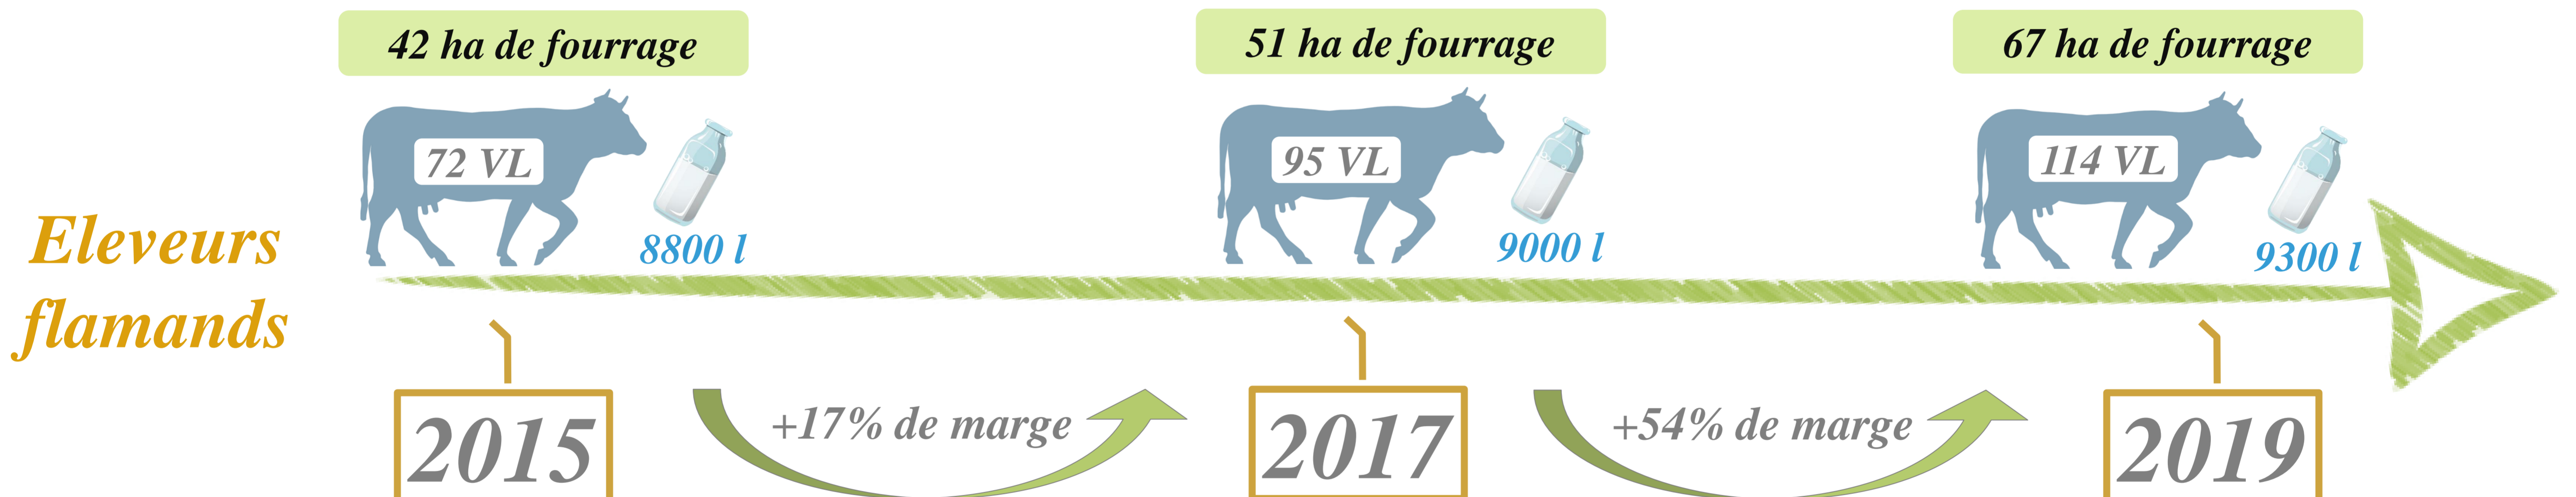 42 ha de fourrage
51 ha de fourrage
67 ha de fourrage
72 VL
95 VL
114 VL
8800 l
9000 l
9300 l
Eleveurs
flamands
+17% de marge
+54% de marge
2015
2017
2019